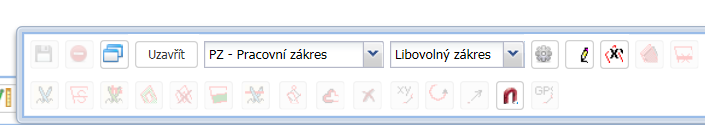 Uzavřít PZ - Pracovní zákres Libovolný zákres
xy GPS